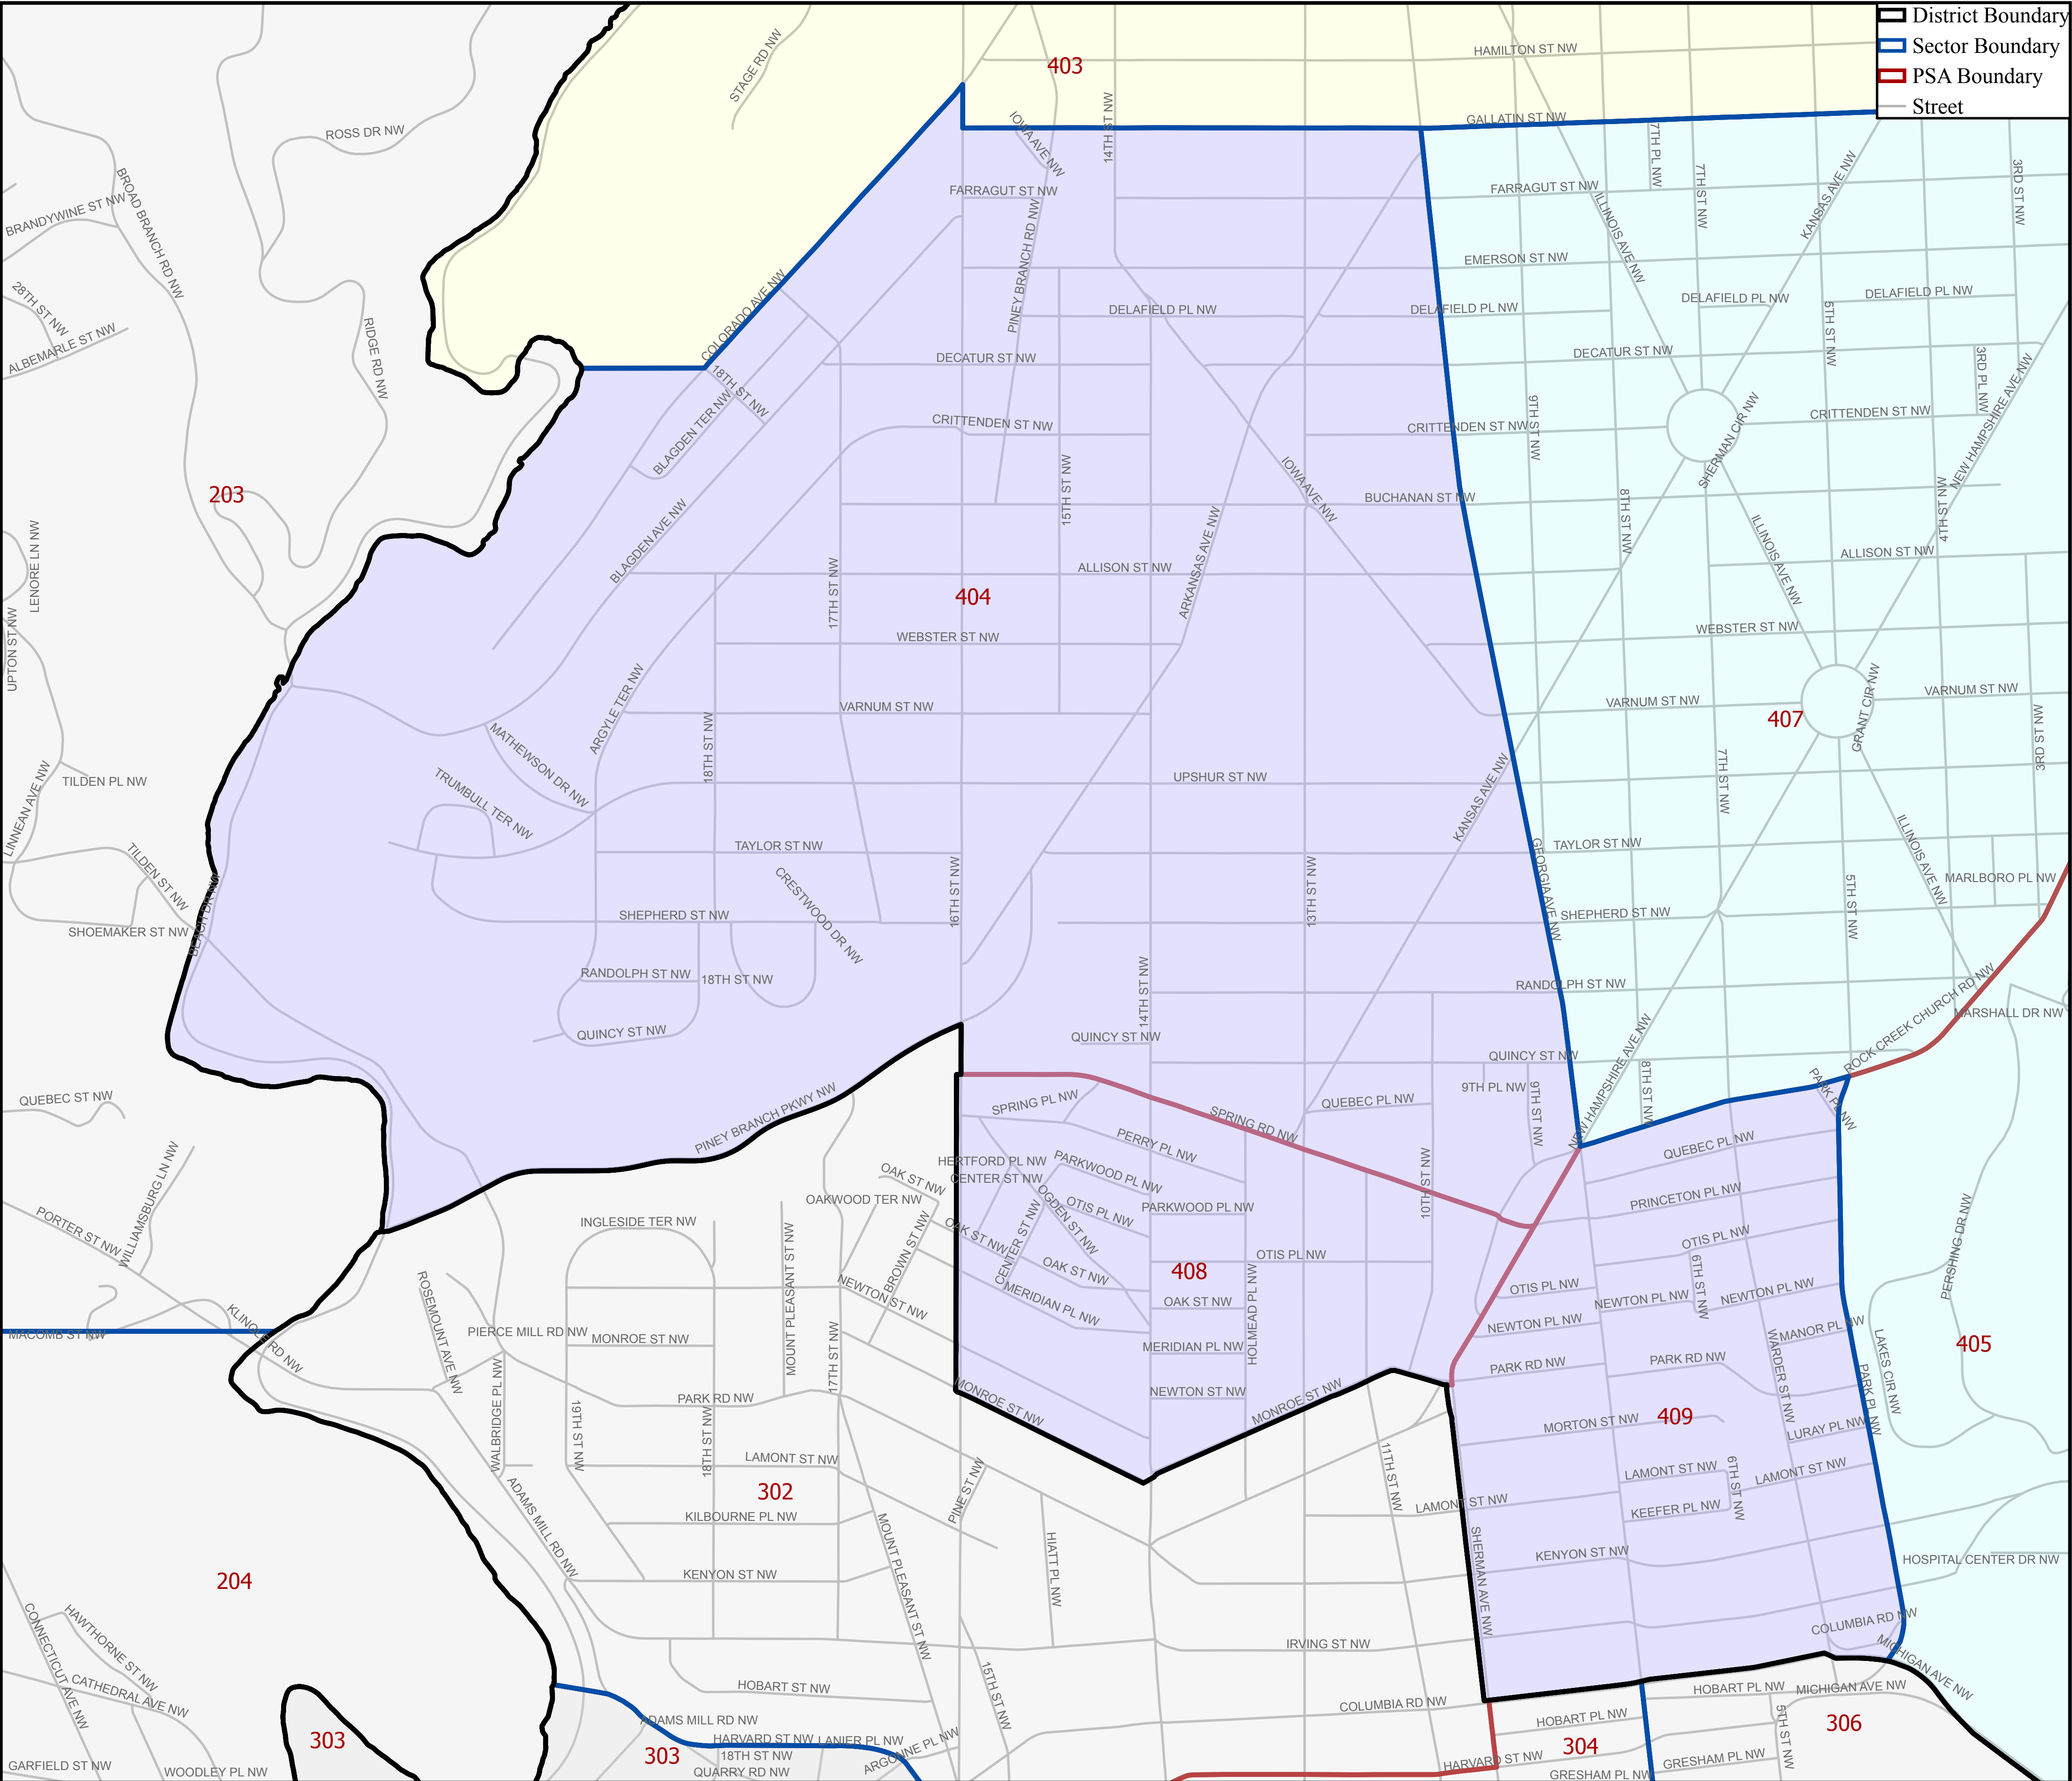 District Boundary
Sector Boundary
PSA Boundary
Street
403
HAMILTON ST NW
STAGE RD NW
GALLATIN ST NW
ROSS DR NW
IOWA AVE NW
14TH ST NW
7TH PL NW
7TH ST NW
KANSAS AVE NW
3RD ST NW
BROAD BRANCH RD NW
BRANDYWINE ST NW
FARRAGUT ST NW
FARRAGUT ST NW
ILLINOIS AVE NW
PINEY BRANCH RD NW
EMERSON ST NW
28TH ST NW
ALBEMARLE ST NW
RIDGE RD NW
COLORADO AVE NW
DELAFIELD PL NW
DELAFIELD PL NW
DELAFIELD PL NW
DELAFIELD PL NW
5TH ST NW
DECATUR ST NW
DECATUR ST NW
3RD PL NW
NEW HAMPSHIRE AVE NW
18TH ST NW
BLAGDEN TER NW
CRITTENDEN ST NW
CRITTENDEN ST NW
CRITTENDEN ST NW
9TH ST NW
SHERMAN CIR NW
203
15TH ST NW
IOWA AVE NW
BUCHANAN ST NW
8TH ST NW
4TH ST NW
LENORE LN NW
BLAGDEN AVE NW
ARKANSAS AVE NW
ILLINOIS AVE NW
ALLISON ST NW
ALLISON ST NW
17TH ST NW
404
UPTON ST NW
WEBSTER ST NW
WEBSTER ST NW
ARGYLE TER NW
VARNUM ST NW
VARNUM ST NW
VARNUM ST NW
407
GRANT CIR NW
18TH ST NW
3RD ST NW
MATHEWSON DR NW
TRUMBULL TER NW
TILDEN PL NW
LINNEAN AVE NW
UPSHUR ST NW
KANSAS AVE NW
7TH ST NW
TAYLOR ST NW
TAYLOR ST NW
TILDEN ST NW
CRESTWOOD DR NW
16TH ST NW
13TH ST NW
GEORGIA AVE NW
ILLINOIS AVE NW
5TH ST NW
MARLBORO PL NW
BEACH DR NW
SHOEMAKER ST NW
SHEPHERD ST NW
SHEPHERD ST NW
RANDOLPH ST NW
18TH ST NW
14TH ST NW
RANDOLPH ST NW
ROCK CREEK CHURCH RD NW
MARSHALL DR NW
QUINCY ST NW
QUINCY ST NW
QUINCY ST NW
NEW HAMPSHIRE AVE NW
8TH ST NW
PARK PL NW
QUEBEC ST NW
PINEY BRANCH PKWY NW
SPRING PL NW
SPRING RD NW
QUEBEC PL NW
9TH PL NW
9TH ST NW
QUEBEC PL NW
PERRY PL NW
WILLIAMSBURG LN NW
HERTFORD PL NW
CENTER ST NW
PARKWOOD PL NW
OAK ST NW
OAKWOOD TER NW
OGDEN ST NW
OTIS PL NW
PARKWOOD PL NW
10TH ST NW
PRINCETON PL NW
PORTER ST NW
INGLESIDE TER NW
MOUNT PLEASANT ST NW
BROWN ST NW
OAK ST NW
CENTER ST NW
OAK ST NW
408
OTIS PL NW
OTIS PL NW
PERSHING DR NW
6TH ST NW
ROSEMOUNT AVE NW
NEWTON ST NW
MERIDIAN PL NW
OAK ST NW
HOLMEAD PL NW
OTIS PL NW
NEWTON PL NW
NEWTON PL NW
NEWTON PL NW
MANOR PL NW
405
MACOMB ST NW
KLINGLE RD NW
PIERCE MILL RD NW
MONROE ST NW
17TH ST NW
MERIDIAN PL NW
PARK RD NW
PARK RD NW
WARDER ST NW
LAKES CIR NW
PARK PL NW
WALBRIDGE PL NW
PARK RD NW
MONROE ST NW
NEWTON ST NW
MONROE ST NW
19TH ST NW
18TH ST NW
MORTON ST NW
409
LURAY PL NW
LAMONT ST NW
11TH ST NW
LAMONT ST NW
LAMONT ST NW
LAMONT ST NW
6TH ST NW
302
ADAMS MILL RD NW
PINE ST NW
KEEFER PL NW
KILBOURNE PL NW
MOUNT PLEASANT ST NW
HIATT PL NW
SHERMAN AVE NW
KENYON ST NW
HOSPITAL CENTER DR NW
204
KENYON ST NW
CONNECTICUT AVE NW
HAWTHORNE ST NW
COLUMBIA RD NW
IRVING ST NW
MICHIGAN AVE NW
CATHEDRAL AVE NW
15TH ST NW
HOBART ST NW
HOBART PL NW
MICHIGAN AVE NW
COLUMBIA RD NW
ADAMS MILL RD NW
HOBART PL NW
5TH ST NW
306
303
HARVARD ST NW
LANIER PL NW
303
18TH ST NW
ARGONNE PL NW
304
HARVARD ST NW
GRESHAM PL NW
GARFIELD ST NW
WOODLEY PL NW
QUARRY RD NW
GRESHAM PL NW